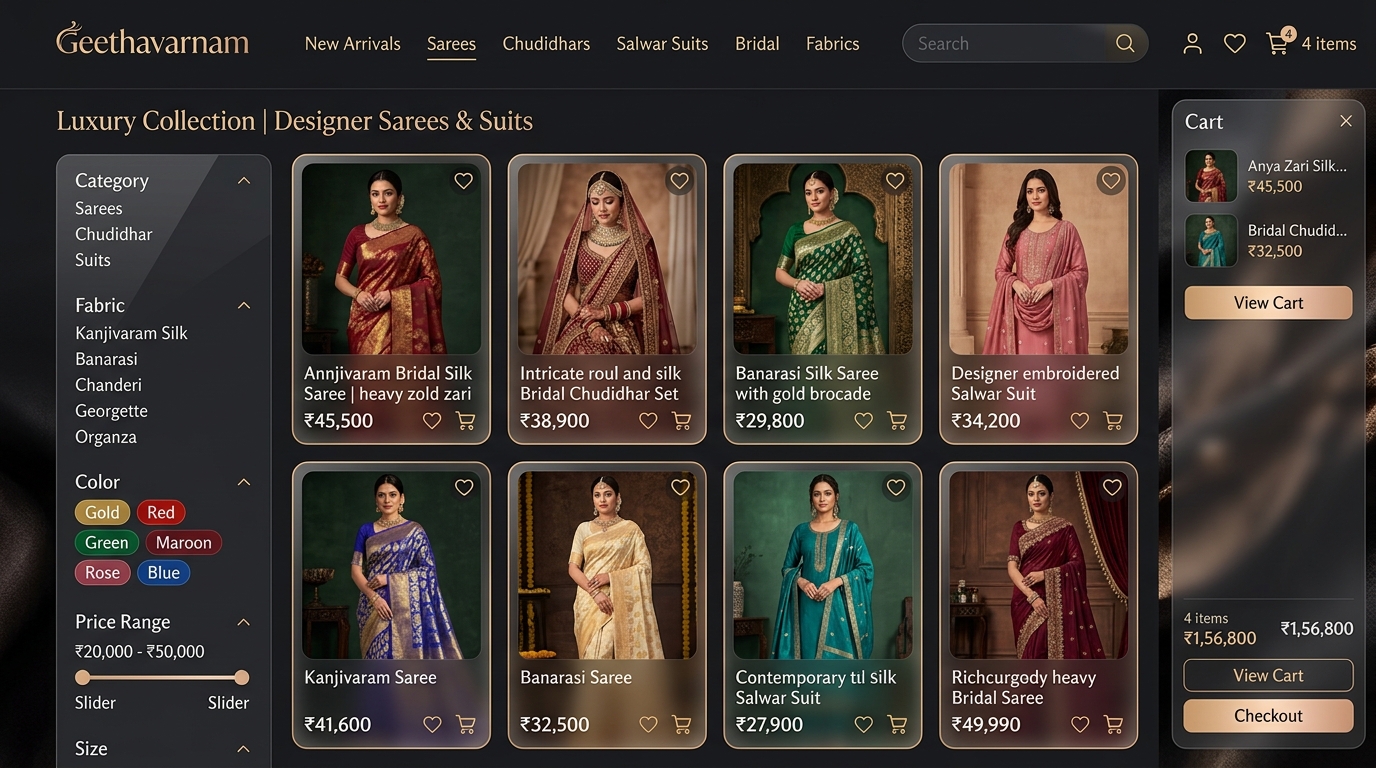 Geethavarnam
New Arrivals
Sarees
Chudidhars
Salwar Suits
Bridal
Fabrics
Search
4
4 items
Luxury Collection | Designer Sarees & Suits
Category
Sarees
Chudidhar
Suits
Fabric
Kanjivaram Silk
Banarasi
Chanderi
Georgette
Organza
Color
Gold
Red
Green
Maroon
Rose
Blue
Price Range
₹20,000 - ₹50,000
Slider
Slider
Size
Annjivaram Bridal Silk
Saree | heavy zold zari
₹45,500
Intricate roul and silk
Bridal Chudidhar Set
₹38,900
Banarasi Silk Saree
with gold brocade
₹29,800
Designer embroidered
Salwar Suit
₹34,200
Kanjivaram Saree
₹41,600
Banarasi Saree
₹32,500
Contemporary tul silk
Salwar Suit
₹27,900
Richcurgody heavy
Bridal Saree
₹49,990
Cart
Anya Zari Silk...
₹45,500
Bridal Chudid...
₹32,500
View Cart
4 items
₹1,56,800
₹1,56,800
View Cart
Checkout